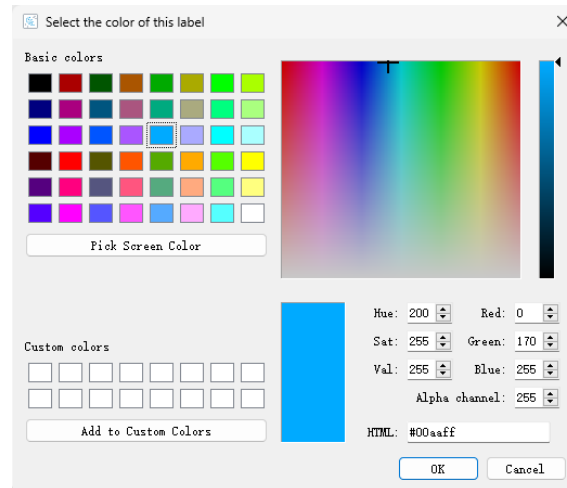 Select the color of this label
Basic colors
Pick Screen Color
Hue: 200 Red: 0
Sat: 255 Green: 170
Val: 255 Blue: 255
Custom colors
Alpha channel: 255
Add to Custom Colors
HTML: #00aaff
OK Cancel